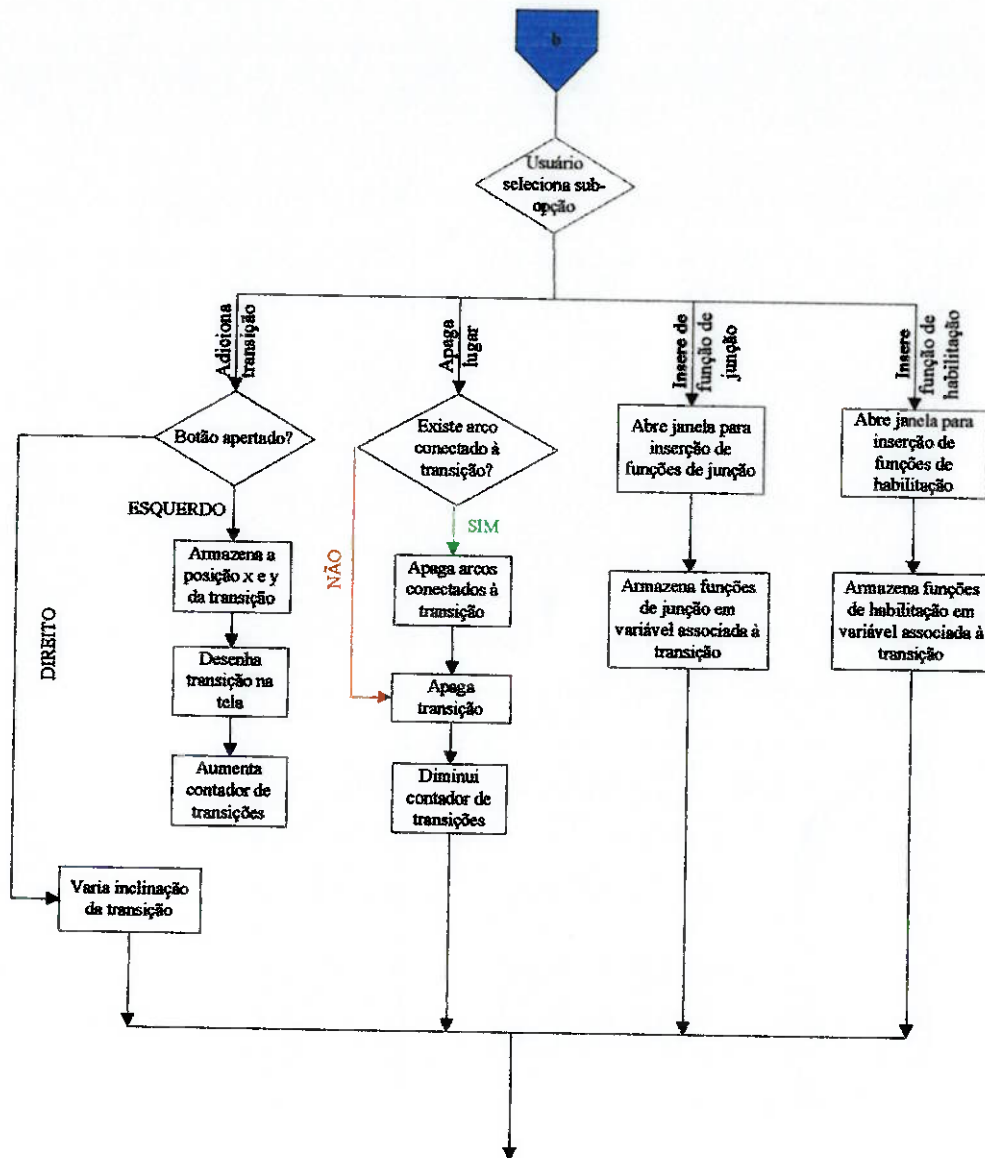 b
Usuário
seleciona sub-
opção
Adiciona
transição
Apaga
lugar
Insere de
função de
junção
Insere
função de
habilitação
Botão apertado?
Existe arco
conectado à
transição?
Abre janela para
inserção de
funções de junção
Abre janela para
inserção de
funções de
habilitação
ESQUERDO
SIM
NÃO
DIREITO
Armazena a
posição x e y
da transição
Apaga arcos
conectados à
transição
Armazena funções
de junção em
variável associada à
transição
Armazena funções
de habilitação em
variável associada à
transição
Desenha
transição na
tela
Apaga
transição
Aumenta
contador de
transições
Diminui
contador de
transições
Varia inclinação
da transição